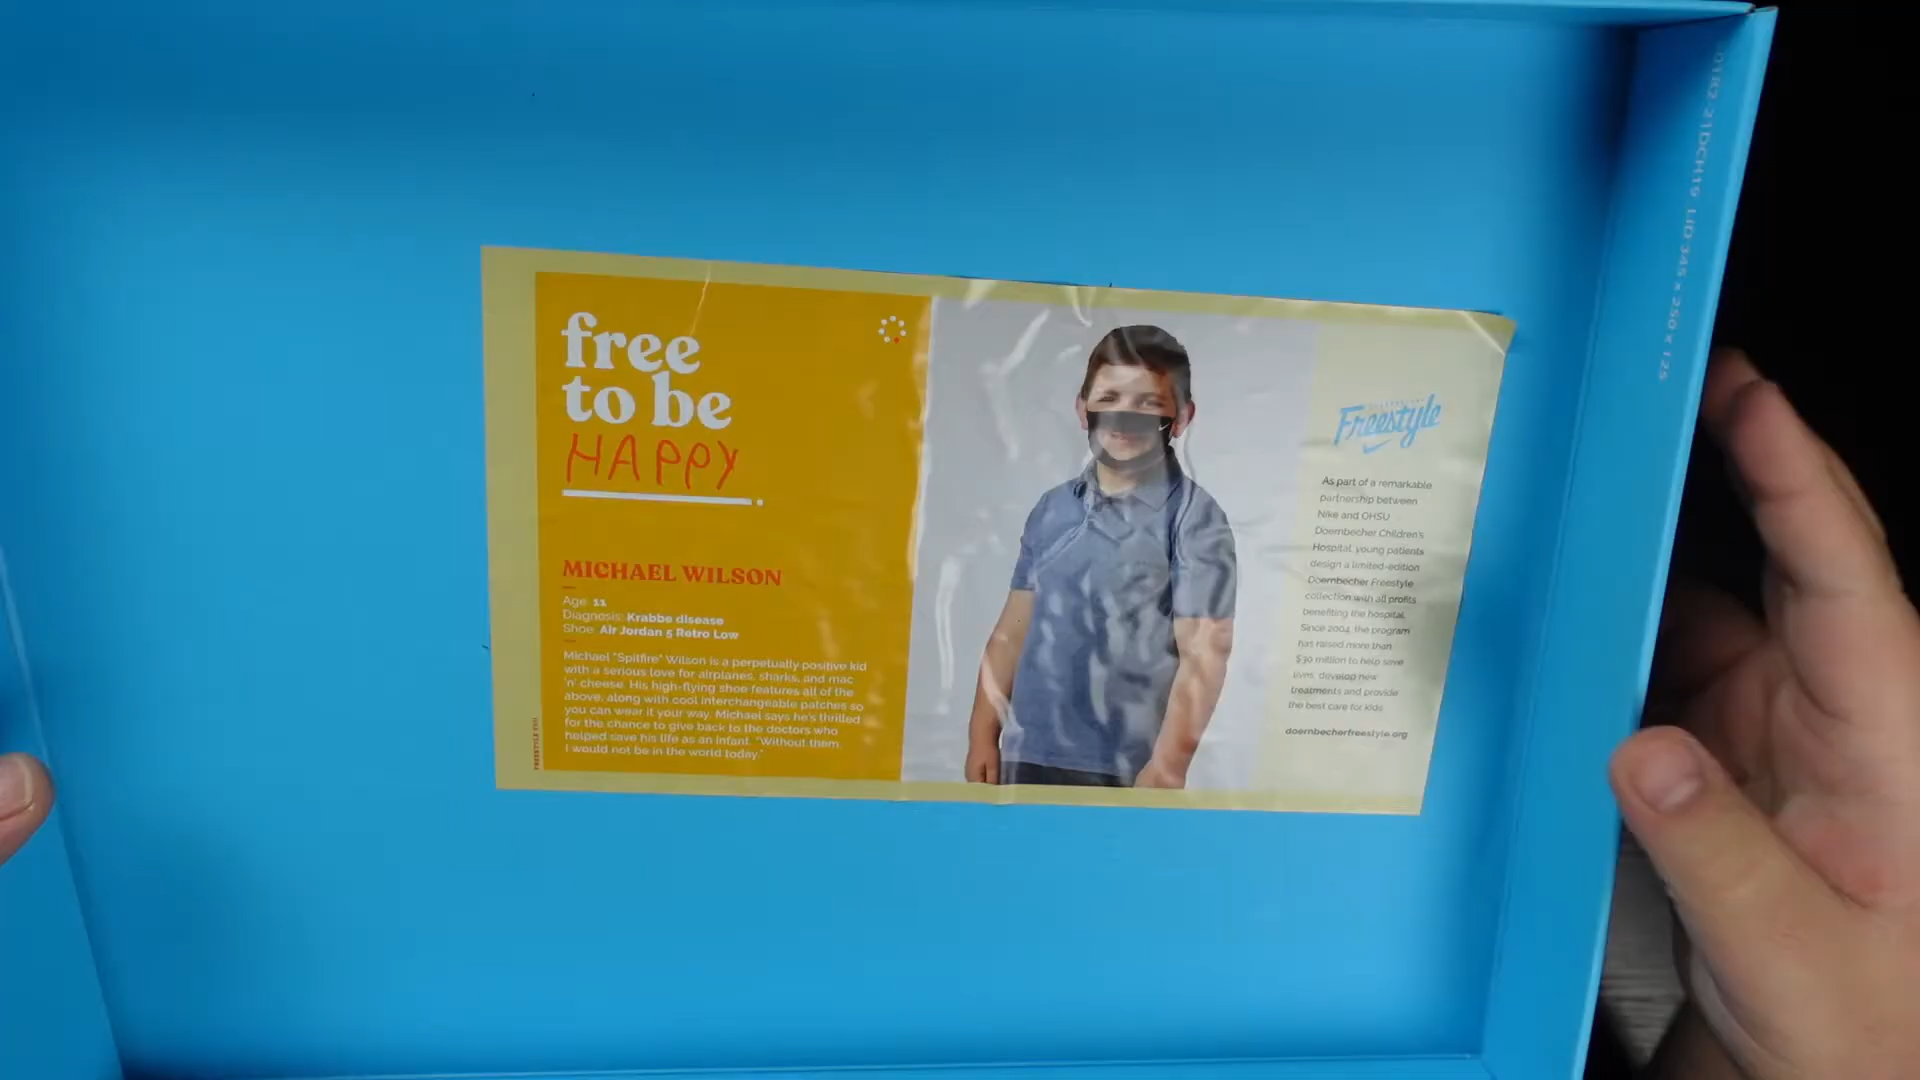 free
to be
HAPPY
MICHAEL WILSON
Age: 11
Diagnosis: Krabbe disease
Shoe: Air Jordan 5 Retro Low
Michael "Spitfire" Wilson is a perpetually positive kid
with a serious love for airplanes, sharks, and mac
'n' cheese. His high-flying shoe features all of the
above, along with cool interchangeable patches so
you can wear it your way. Michael says he's thrilled
for the chance to give back to the doctors who
helped save his life as an infant. "Without them,
I would not be in the world today."
Freestyle
As part of a remarkable
partnership between
Nike and OHSU
Doernbecher Children's
Hospital, young patients
design a limited-edition
Doernbecher Freestyle
collection with all profits
benefiting the hospital.
Since 2004, the program
has raised more than
$30 million to help save
lives, develop new
treatments and provide
the best care for kids.
doernbecherfreestyle.org
21DCH19 LID 345 x 250 x 125